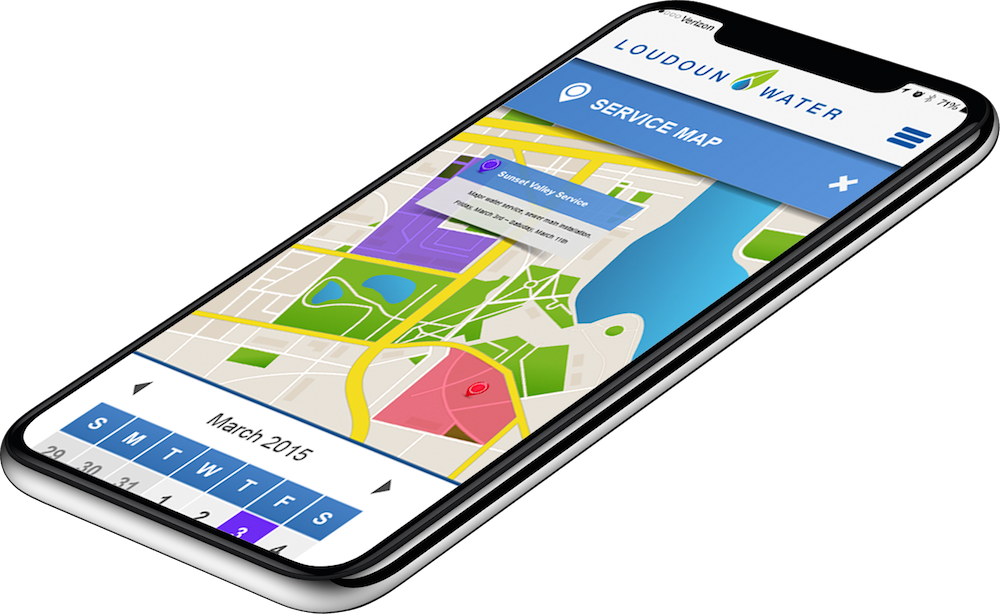 Verizon
71%
LOUDOUN WATER
SERVICE MAP
Sunset Valley Service
Major water service, sewer main installation.
Friday, March 3rd – Saturday, March 11th
March 2015
S M T W T F S
29 30 31 1 2 3 4